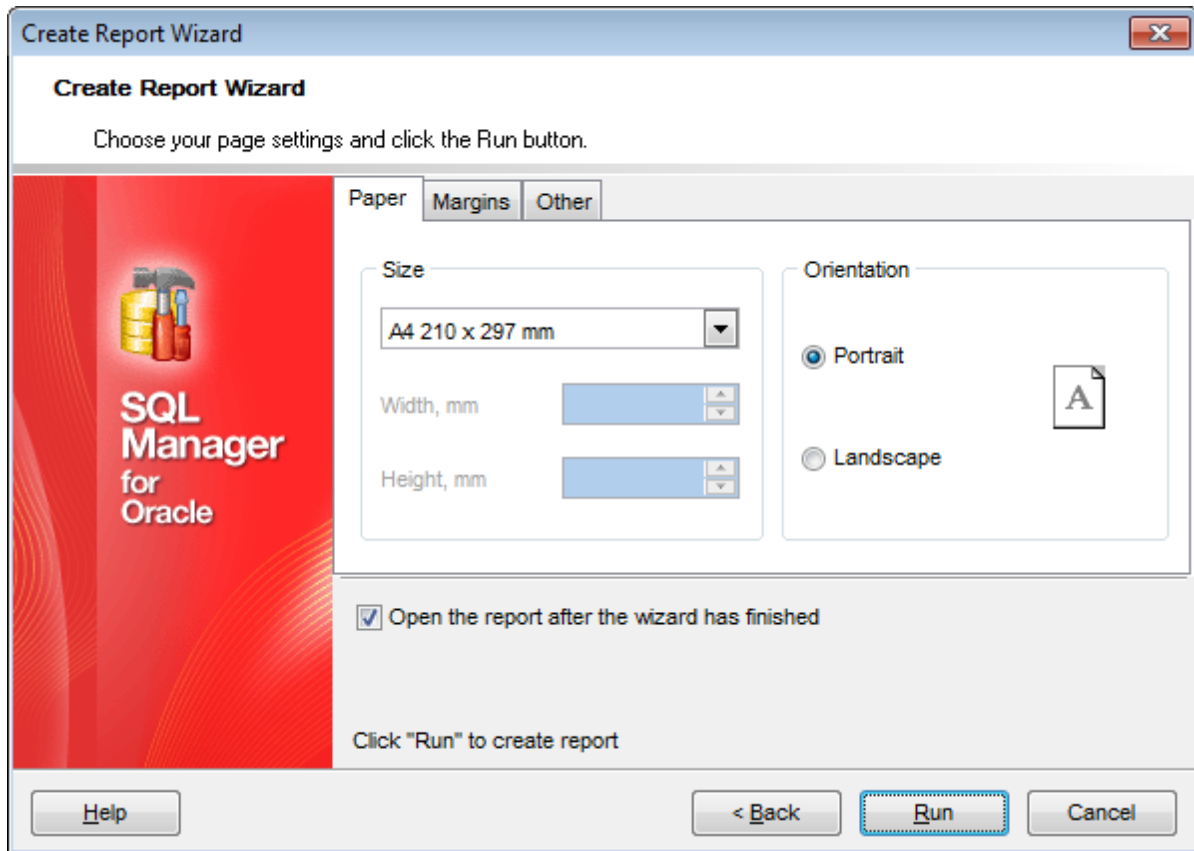 Create Report Wizard
Create Report Wizard
Choose your page settings and click the Run button.
Paper Margins Other
Size
Orientation
A4 210 x 297 mm
Portrait
Width, mm
A
Height, mm
Landscape
SQL
Manager
for
Oracle
Open the report after the wizard has finished
Click "Run" to create report
Help
< Back
Run
Cancel